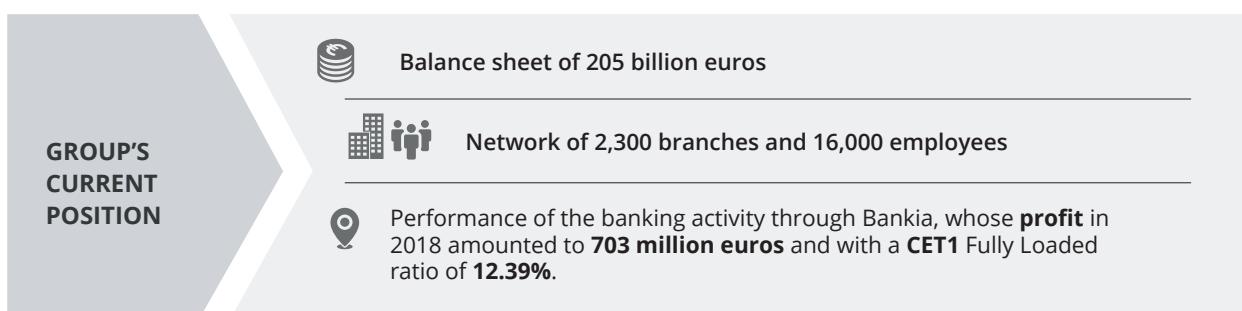 GROUP'S
CURRENT
POSITION
Balance sheet of 205 billion euros
Network of 2,300 branches and 16,000 employees
Performance of the banking activity through Bankia, whose profit in
2018 amounted to 703 million euros and with a CET1 Fully Loaded
ratio of 12.39%.